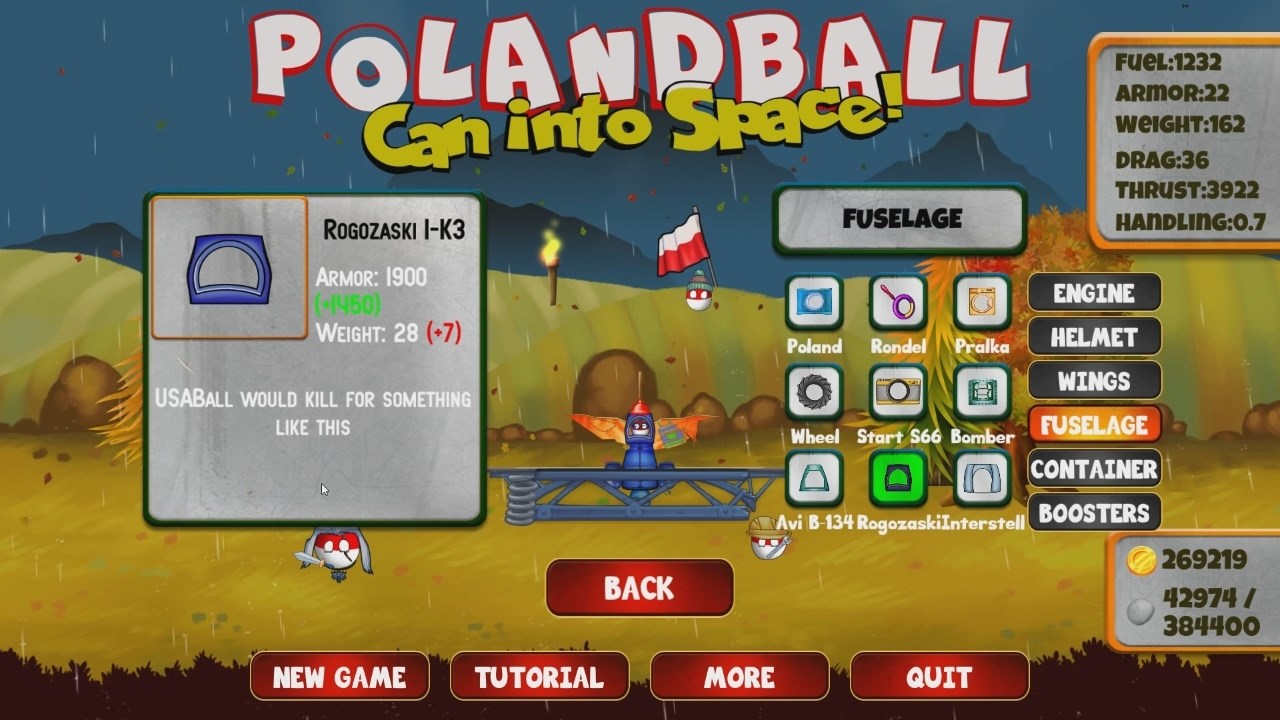 POLANDBALL
Can into Space!
FUEL:1232
ARMOR:22
WEIGHT:162
DRAG:36
THRUST:3922
HANDLING:0.7
ROGOZASKI I-K3
ARMOR: 1900
(+1450)
WEIGHT: 28 (+7)
USABALL WOULD KILL FOR SOMETHING
LIKE THIS
FUSELAGE
Poland Rondel Pralka
Wheel Start S66 Bomber
Avi B-134 Rogozaski Interstell
ENGINE
HELMET
WINGS
FUSELAGE
CONTAINER
BOOSTERS
269219
42974 /
384400
BACK
NEW GAME TUTORIAL MORE QUIT